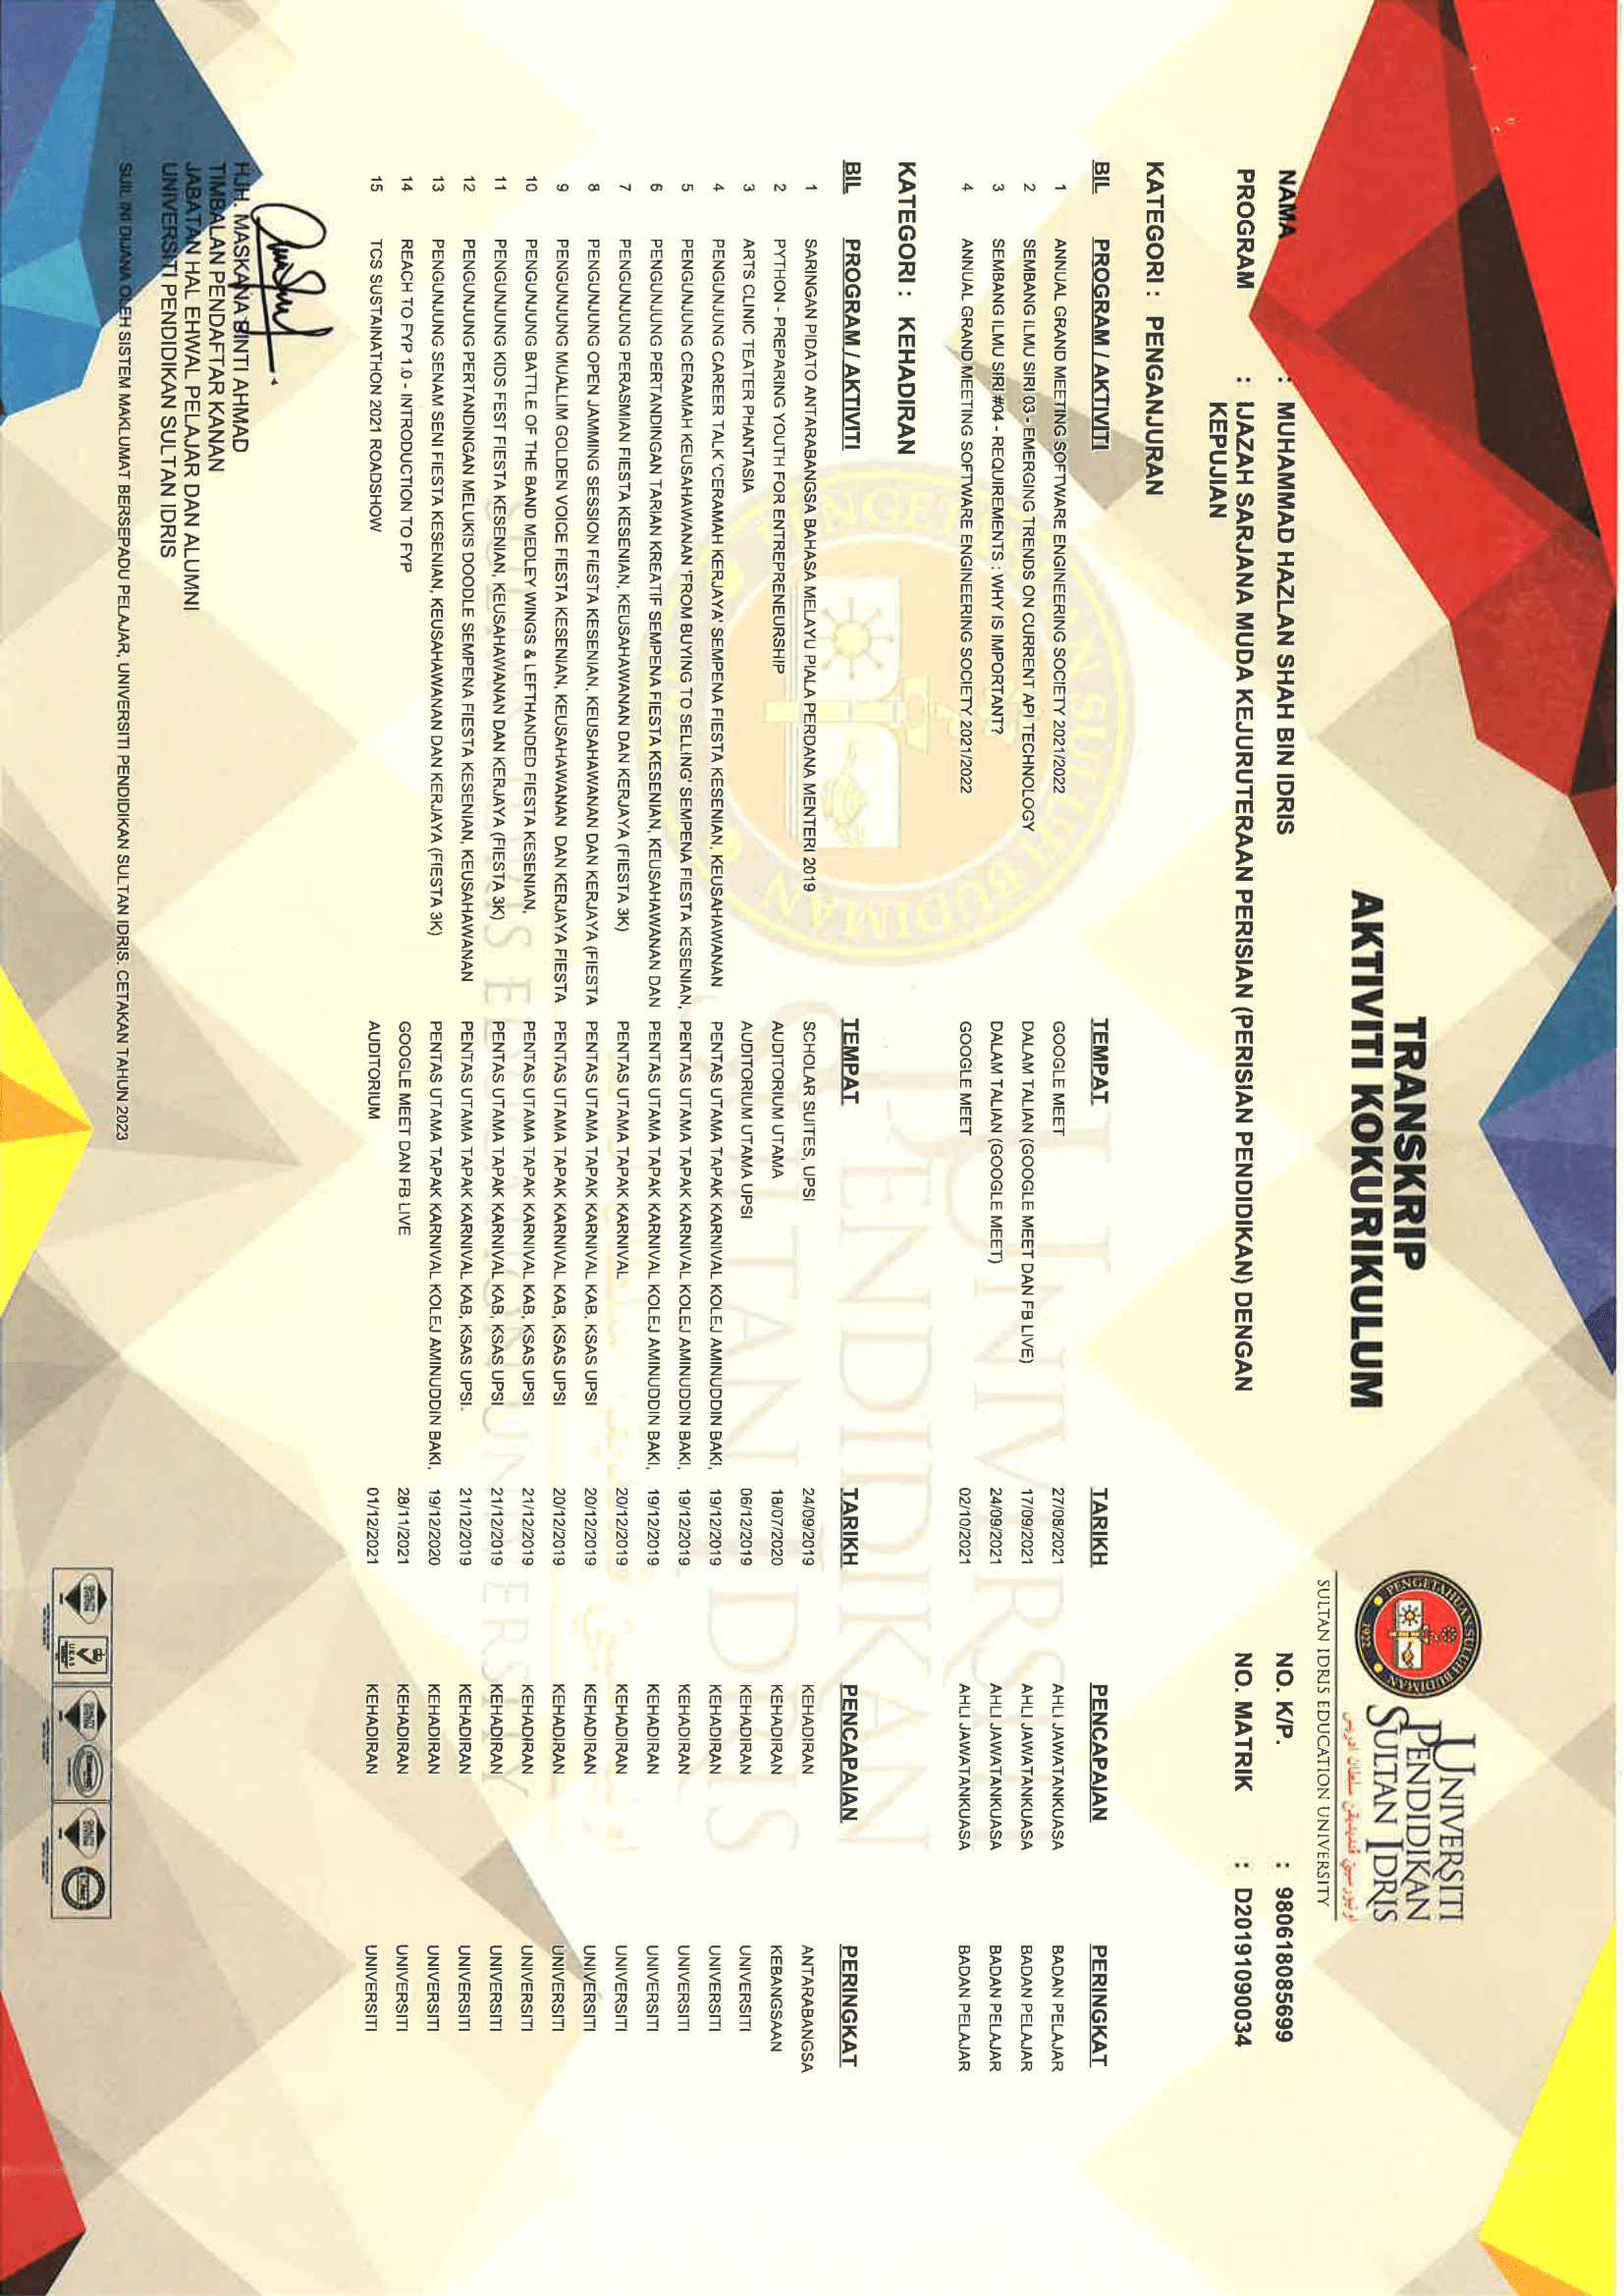 TRANSKRIP
AKTIVITI KOKURIKULUM
PENGETAHUAN SULUH BUDIMAN
1922
UNIVERSITI
PENDIDIKAN
SULTAN IDRIS
اونيۏرسيتي ڤنديديقن سلطان ادريس
SULTAN IDRIS EDUCATION UNIVERSITY
NAMA : MUHAMMAD HAZLAN SHAH BIN IDRIS NO. K/P. : 980618085699
PROGRAM : IJAZAH SARJANA MUDA KEJURUTERAAN PERISIAN (PERISIAN PENDIDIKAN) DENGAN NO. MATRIK : D20191090034
KEPUJIAN
KATEGORI : PENGANJURAN
BIL PROGRAM / AKTIVITI TEMPAT TARIKH PENCAPAIAN PERINGKAT
1 ANNUAL GRAND MEETING SOFTWARE ENGINEERING SOCIETY 2021/2022 GOOGLE MEET 27/08/2021 AHLI JAWATANKUASA BADAN PELAJAR
2 SEMBANG ILMU SIRI 03 - EMERGING TRENDS ON CURRENT API TECHNOLOGY DALAM TALIAN (GOOGLE MEET DAN FB LIVE) 17/09/2021 AHLI JAWATANKUASA BADAN PELAJAR
3 SEMBANG ILMU SIRI #04 - REQUIREMENTS : WHY IS IMPORTANT? DALAM TALIAN (GOOGLE MEET) 24/09/2021 AHLI JAWATANKUASA BADAN PELAJAR
4 ANNUAL GRAND MEETING SOFTWARE ENGINEERING SOCIETY 2021/2022 GOOGLE MEET 02/10/2021 AHLI JAWATANKUASA BADAN PELAJAR
KATEGORI : KEHADIRAN
BIL PROGRAM / AKTIVITI TEMPAT TARIKH PENCAPAIAN PERINGKAT
1 SARINGAN PIDATO ANTARABANGSA BAHASA MELAYU PIALA PERDANA MENTERI 2019 SCHOLAR SUITES, UPSI 24/09/2019 KEHADIRAN ANTARABANGSA
2 PYTHON - PREPARING YOUTH FOR ENTREPRENEURSHIP AUDITORIUM UTAMA 18/07/2020 KEHADIRAN KEBANGSAAN
3 ARTS CLINIC TEATER PHANTASIA AUDITORIUM UTAMA UPSI 06/12/2019 KEHADIRAN UNIVERSITI
4 PENGUNJUNG CAREER TALK 'CERAMAH KERJAYA' SEMPENA FIESTA KESENIAN, KEUSAHAWANAN PENTAS UTAMA TAPAK KARNIVAL KOLEJ AMINUDDIN BAKI, 19/12/2019 KEHADIRAN UNIVERSITI
5 PENGUNJUNG CERAMAH KEUSAHAWANAN 'FROM BUYING TO SELLING' SEMPENA FIESTA KESENIAN, PENTAS UTAMA TAPAK KARNIVAL KOLEJ AMINUDDIN BAKI, 19/12/2019 KEHADIRAN UNIVERSITI
6 PENGUNJUNG PERTANDINGAN TARIAN KREATIF SEMPENA FIESTA KESENIAN, KEUSAHAWANAN DAN PENTAS UTAMA TAPAK KARNIVAL KOLEJ AMINUDDIN BAKI, 19/12/2019 KEHADIRAN UNIVERSITI
7 PENGUNJUNG PERASMIAN FIESTA KESENIAN, KEUSAHAWANAN DAN KERJAYA (FIESTA 3K) PENTAS UTAMA TAPAK KARNIVAL 20/12/2019 KEHADIRAN UNIVERSITI
8 PENGUNJUNG OPEN JAMMING SESSION FIESTA KESENIAN, KEUSAHAWANAN DAN KERJAYA (FIESTA PENTAS UTAMA TAPAK KARNIVAL KAB, KSAS UPSI 20/12/2019 KEHADIRAN UNIVERSITI
9 PENGUNJUNG MUALLIM GOLDEN VOICE FIESTA KESENIAN, KEUSAHAWANAN DAN KERJAYA FIESTA PENTAS UTAMA TAPAK KARNIVAL KAB, KSAS UPSI 20/12/2019 KEHADIRAN UNIVERSITI
10 PENGUNJUNG BATTLE OF THE BAND MEDLEY WINGS & LEFTHANDED FIESTA KESENIAN, PENTAS UTAMA TAPAK KARNIVAL KAB, KSAS UPSI 21/12/2019 KEHADIRAN UNIVERSITI
11 PENGUNJUNG KIDS FEST FIESTA KESENIAN, KEUSAHAWANAN DAN KERJAYA (FIESTA 3K) PENTAS UTAMA TAPAK KARNIVAL KAB, KSAS UPSI 21/12/2019 KEHADIRAN UNIVERSITI
12 PENGUNJUNG PERTANDINGAN MELUKIS DOODLE SEMPENA FIESTA KESENIAN, KEUSAHAWANAN PENTAS UTAMA TAPAK KARNIVAL KAB, KSAS UPSI. 21/12/2019 KEHADIRAN UNIVERSITI
13 PENGUNJUNG SENAM SENI FIESTA KESENIAN, KEUSAHAWANAN DAN KERJAYA (FIESTA 3K) PENTAS UTAMA TAPAK KARNIVAL KOLEJ AMINUDDIN BAKI, 19/12/2020 KEHADIRAN UNIVERSITI
14 REACH TO FYP 1.0 - INTRODUCTION TO FYP GOOGLE MEET DAN FB LIVE 28/11/2021 KEHADIRAN UNIVERSITI
15 TCS SUSTAINATHON 2021 ROADSHOW AUDITORIUM 01/12/2021 KEHADIRAN UNIVERSITI
HJH. MASKANA BINTI AHMAD
TIMBALAN PENDAFTAR KANAN
JABATAN HAL EHWAL PELAJAR DAN ALUMNI
UNIVERSITI PENDIDIKAN SULTAN IDRIS
SIJIL INI DIJANA OLEH SISTEM MAKLUMAT BERSEPADU PELAJAR, UNIVERSITI PENDIDIKAN SULTAN IDRIS. CETAKAN TAHUN 2023